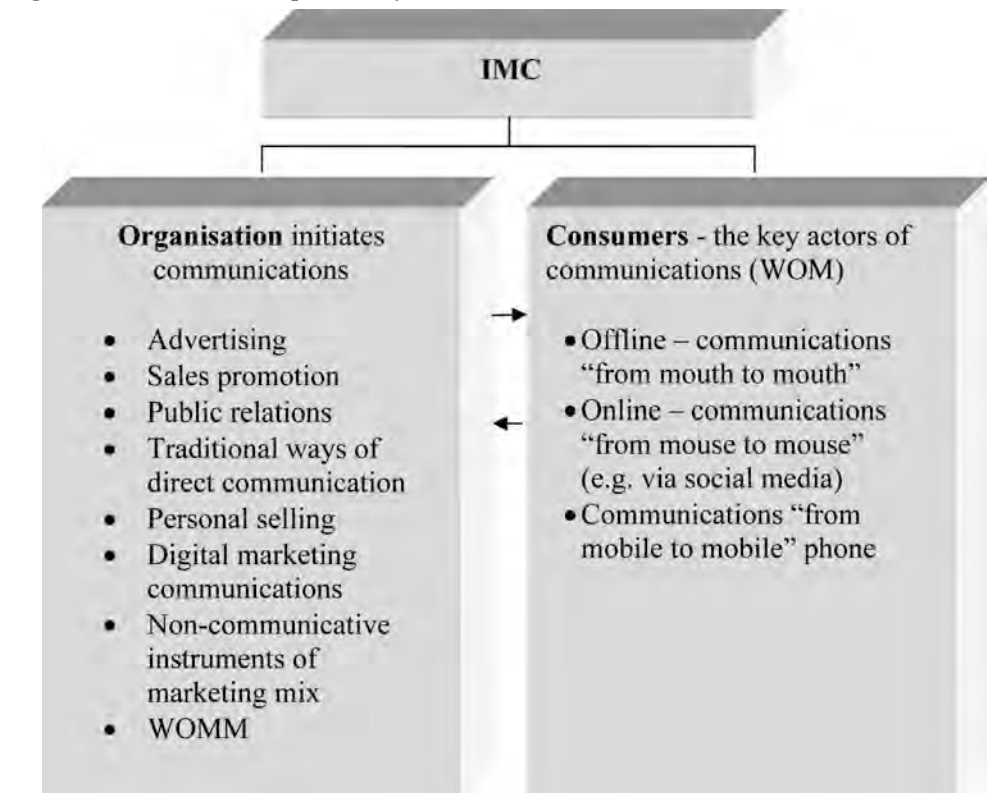 IMC
Organisation initiates
communications
• Advertising
• Sales promotion
• Public relations
• Traditional ways of
direct communication
• Personal selling
• Digital marketing
communications
• Non-communicative
instruments of
marketing mix
• WOMM
Consumers - the key actors of
communications (WOM)
• Offline – communications
“from mouth to mouth”
• Online – communications
“from mouse to mouse”
(e.g. via social media)
• Communications “from
mobile to mobile” phone